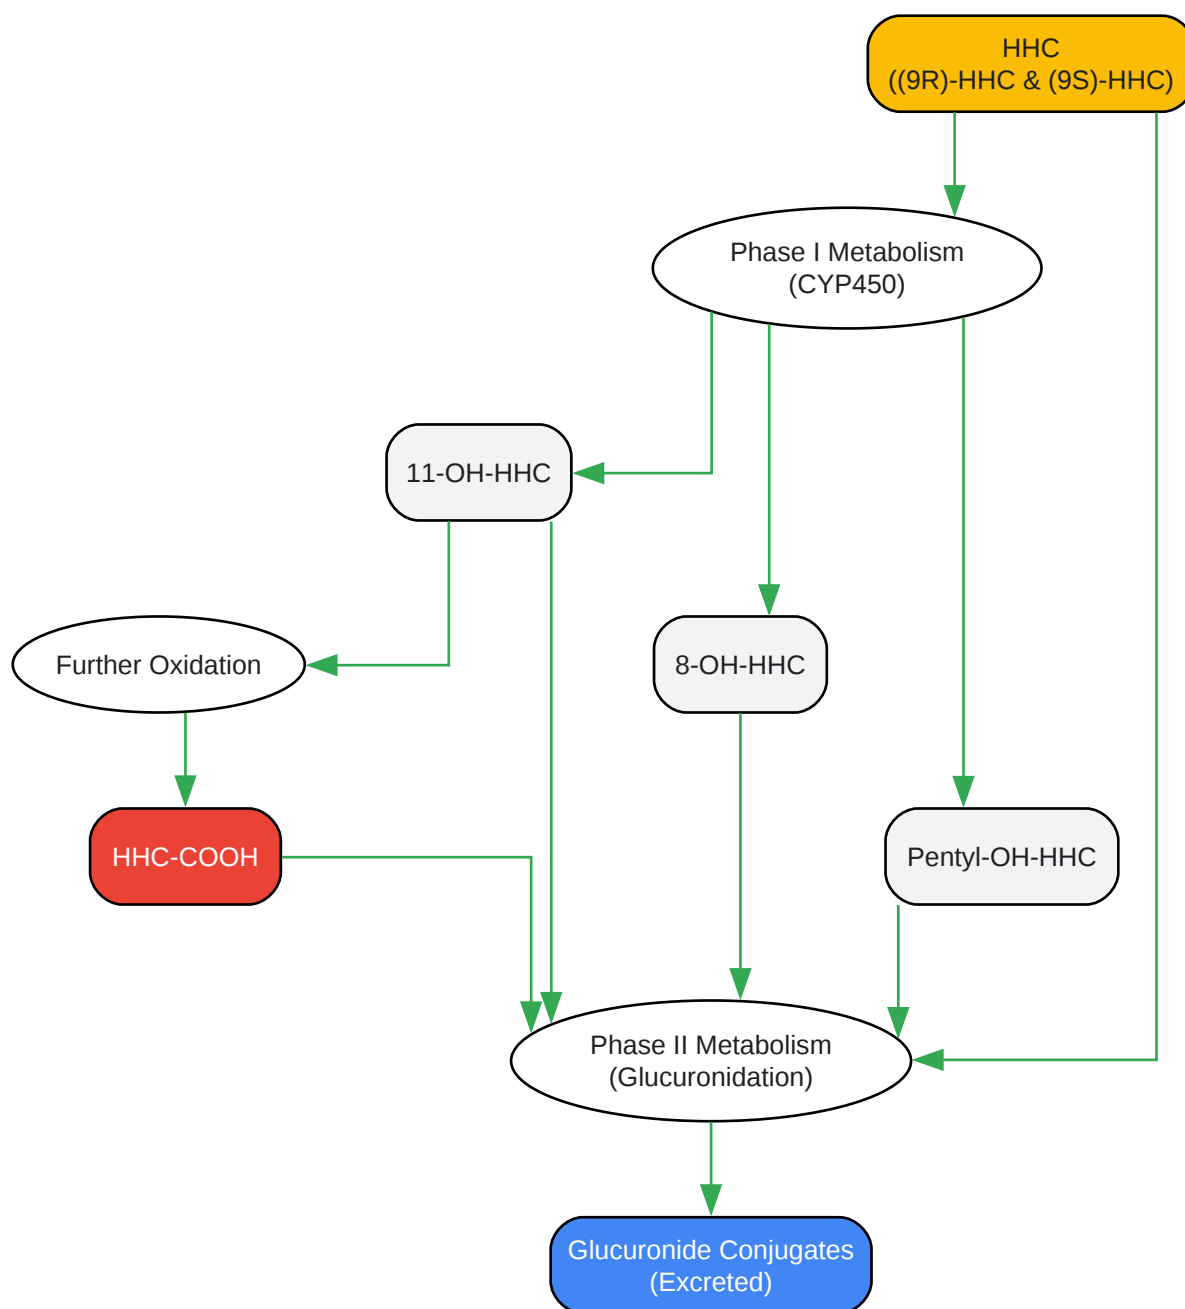 HHC
((9R)-HHC & (9S)-HHC)
Phase I Metabolism
(CYP450)
11-OH-HHC
Further Oxidation
8-OH-HHC
HHC-COOH
Pentyl-OH-HHC
Phase II Metabolism
(Glucuronidation)
Glucuronide Conjugates
(Excreted)